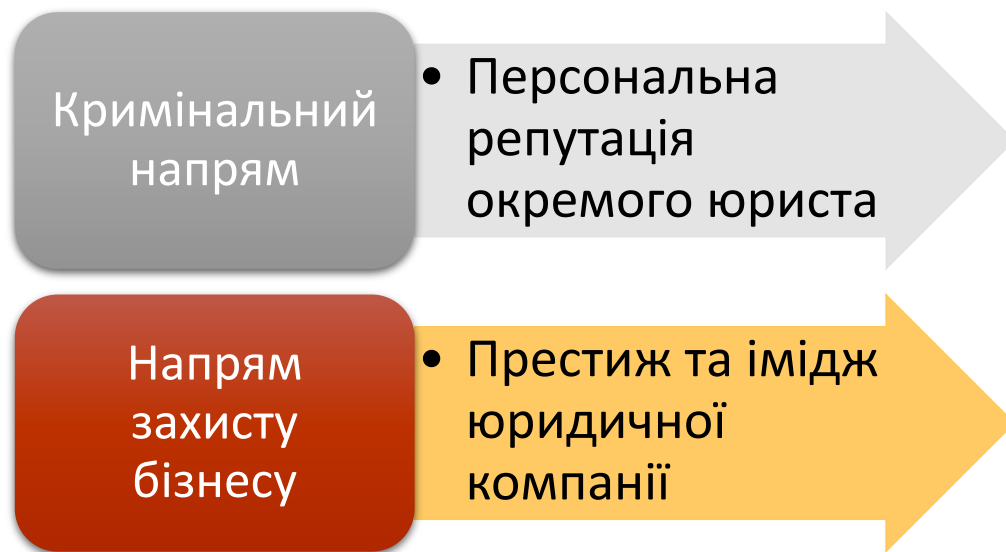 Кримінальний
напрям
• Персональна
репутація
окремого юриста
Напрям
захисту
бізнесу
• Престиж та імідж
юридичної
компанії